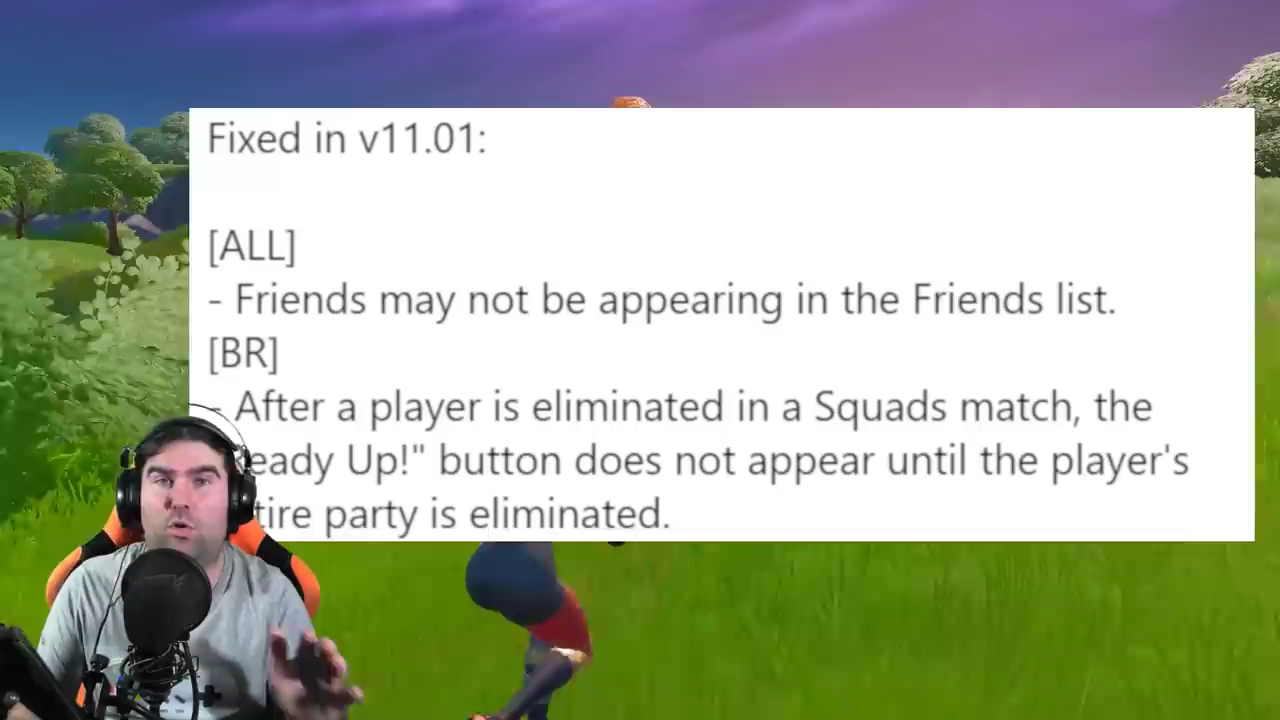 Fixed in v11.01:
[ALL]
- Friends may not be appearing in the Friends list.
[BR]
- After a player is eliminated in a Squads match, the
eady Up!" button does not appear until the player's
tire party is eliminated.